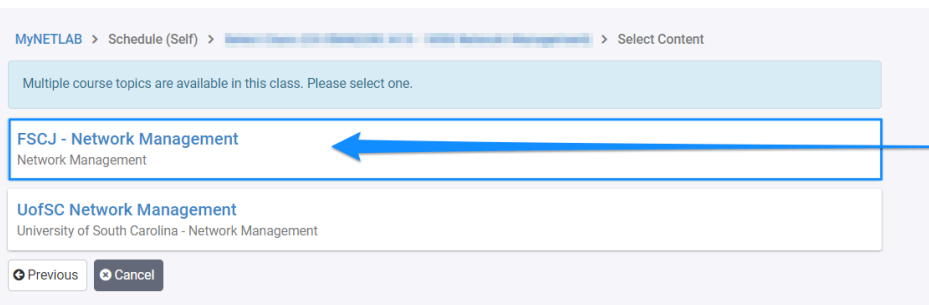 MyNETLAB > Schedule (Self) > > Select Content
Multiple course topics are available in this class. Please select one.
FSCJ - Network Management
Network Management
UofSC Network Management
University of South Carolina - Network Management
Previous Cancel